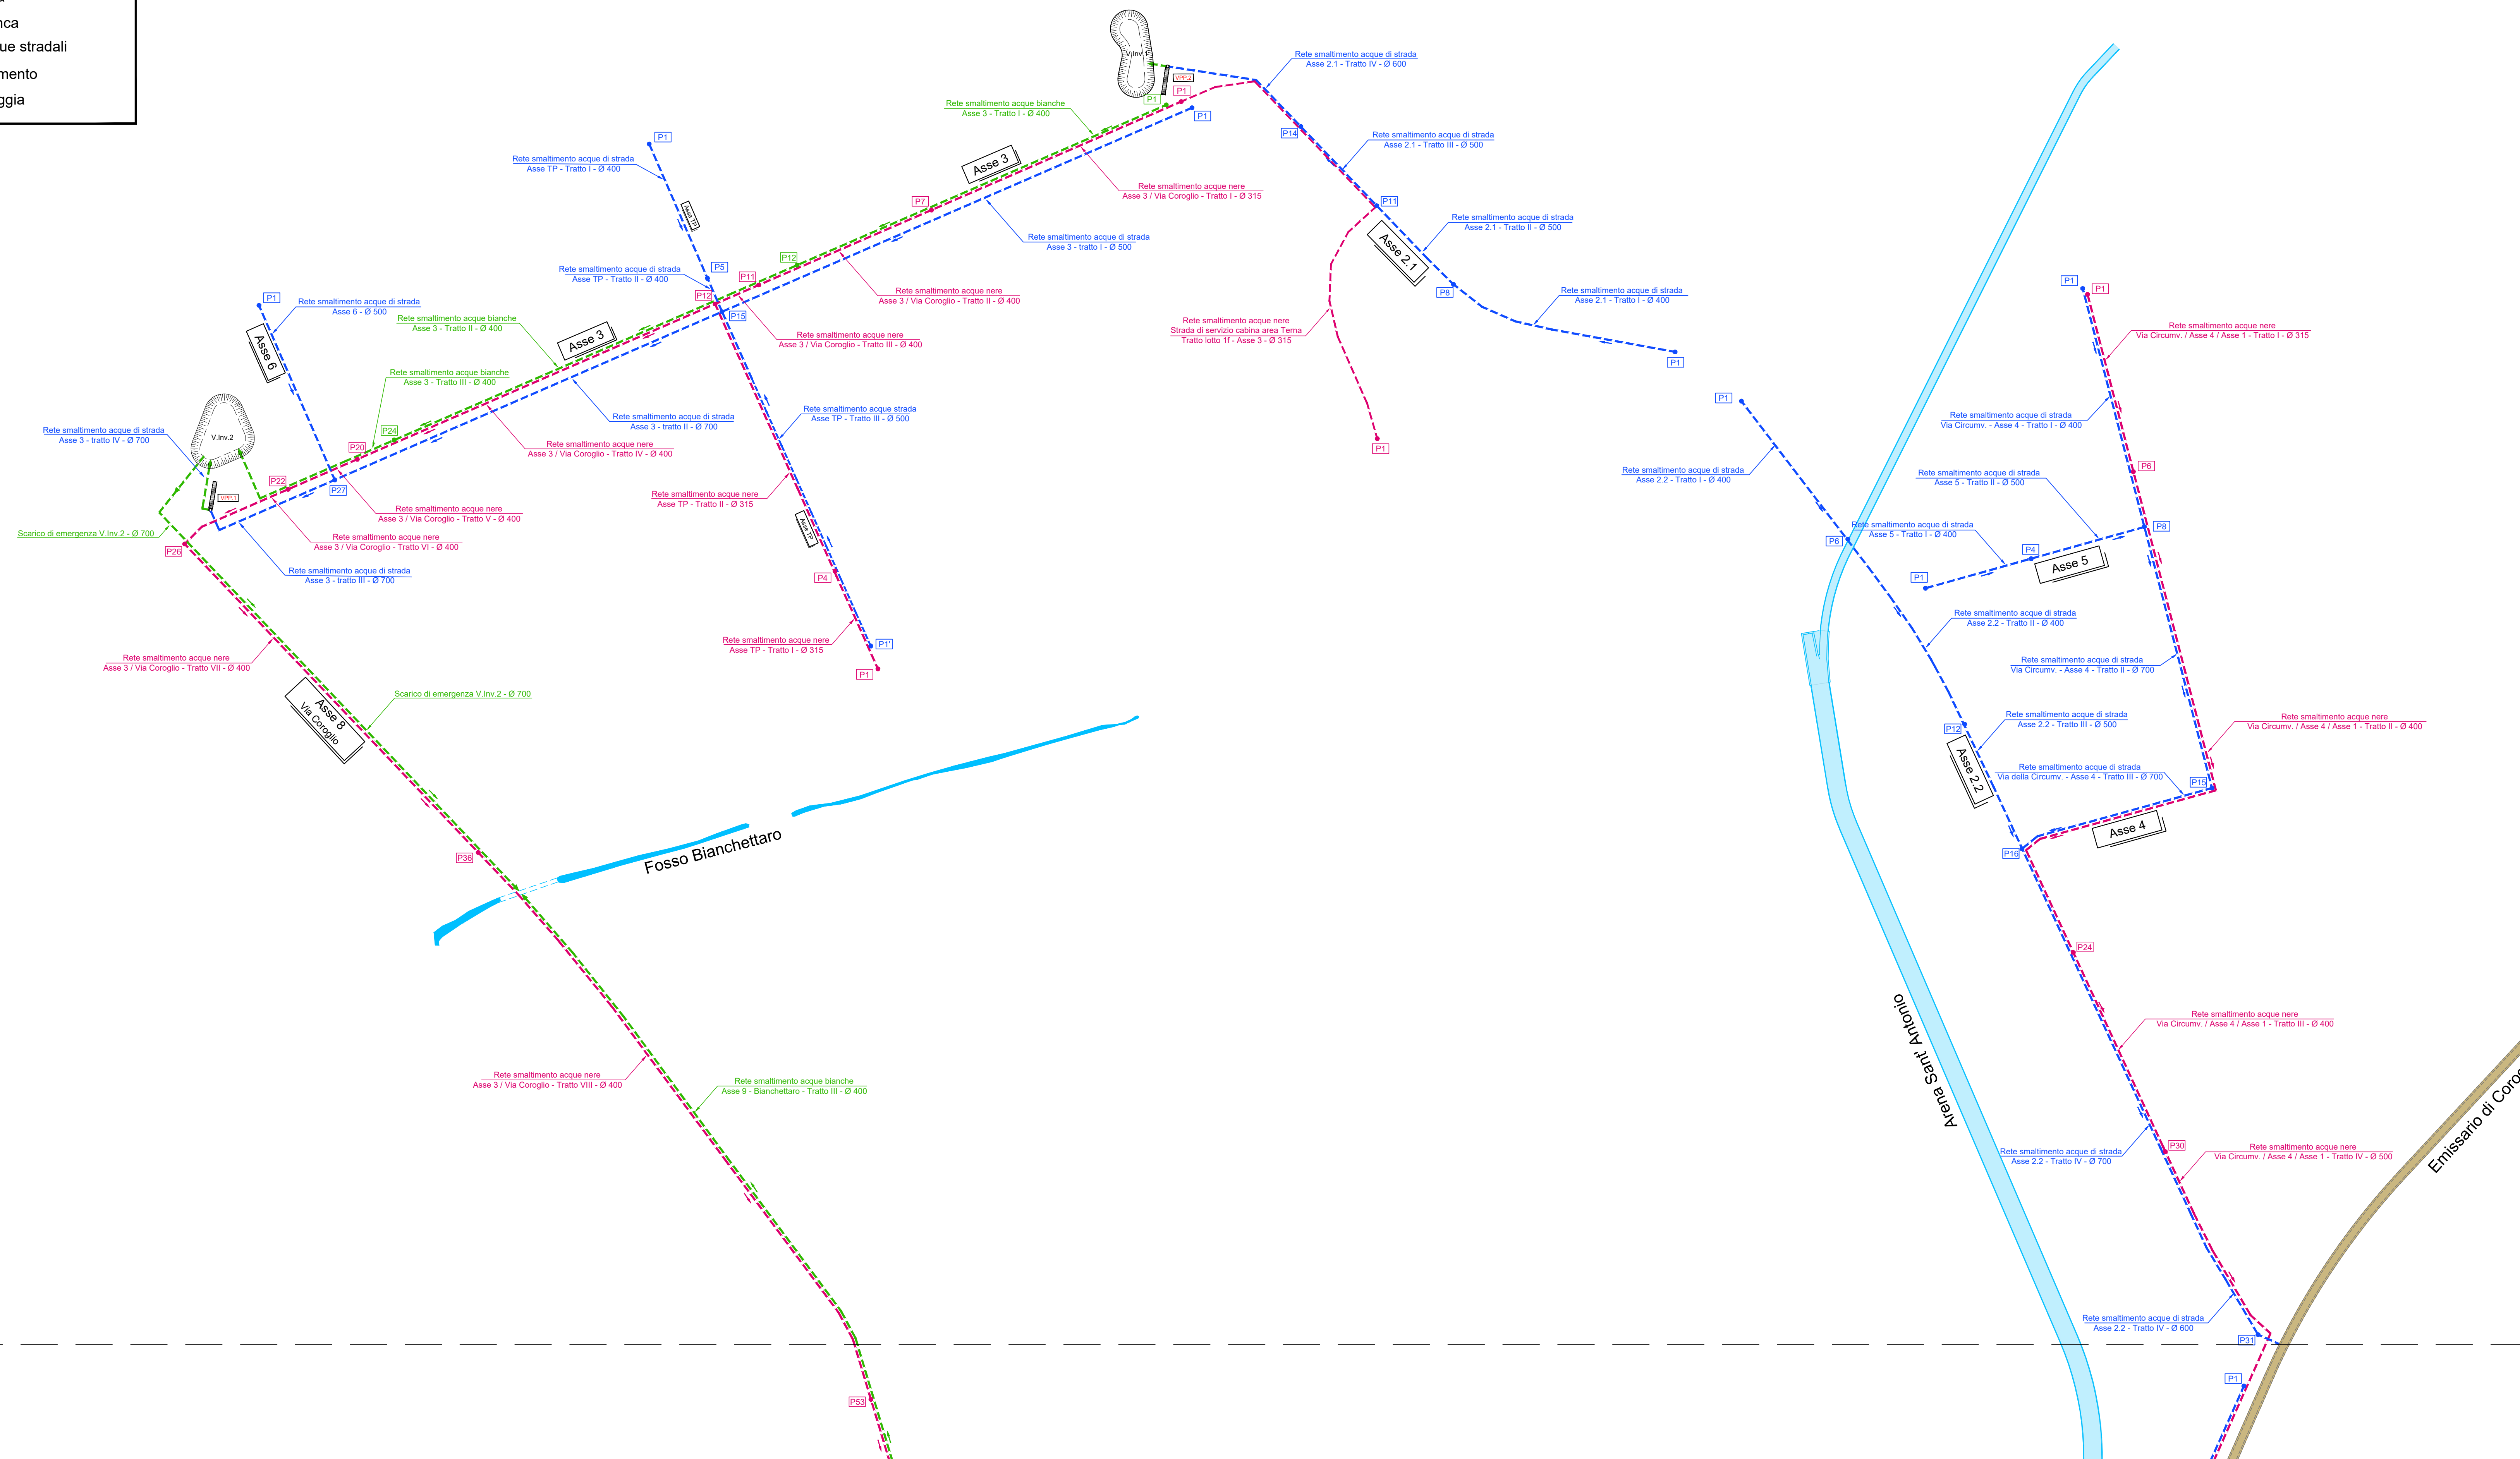 nca
ue stradali
mento
ggia
V.Inv.1
VPP.2
Rete smaltimento acque di strada
Asse 2.1 - Tratto IV - Ø 600
P1
P1
P1
Rete smaltimento acque bianche
Asse 3 - Tratto I - Ø 400
P14
Rete smaltimento acque di strada
Asse 2.1 - Tratto III - Ø 500
P1
Rete smaltimento acque di strada
Asse TP - Tratto I - Ø 400
Asse 3
Rete smaltimento acque nere
Asse 3 / Via Coroglio - Tratto I - Ø 315
Asse TP
P7
P11
Rete smaltimento acque di strada
Asse 2.1 - Tratto II - Ø 500
Rete smaltimento acque di strada
Asse 3 - tratto I - Ø 500
Asse 2.1
P12
P5
Rete smaltimento acque di strada
Asse TP - Tratto II - Ø 400
P11
P12
P15
Rete smaltimento acque nere
Asse 3 / Via Coroglio - Tratto II - Ø 400
P8
Rete smaltimento acque di strada
Asse 2.1 - Tratto I - Ø 400
P1
P1
Rete smaltimento acque di strada
Asse 6 - Ø 500
Rete smaltimento acque bianche
Asse 3 - Tratto II - Ø 400
Asse 3
Asse 6
Rete smaltimento acque nere
Asse 3 / Via Coroglio - Tratto III - Ø 400
Rete smaltimento acque nere
Strada di servizio cabina area Terna
Tratto lotto 1f - Asse 3 - Ø 315
P1
Rete smaltimento acque bianche
Asse 3 - Tratto III - Ø 400
V.Inv.2
Rete smaltimento acque di strada
Asse 3 - tratto IV - Ø 700
P24
P20
P22
P27
VPP.1
Rete smaltimento acque di strada
Asse 3 - tratto II - Ø 700
Rete smaltimento acque strada
Asse TP - Tratto III - Ø 500
Rete smaltimento acque nere
Asse 3 / Via Coroglio - Tratto IV - Ø 400
Rete smaltimento acque nere
Asse TP - Tratto II - Ø 315
Asse TP
Rete smaltimento acque nere
Asse 3 / Via Coroglio - Tratto V - Ø 400
Scarico di emergenza V.Inv.2 - Ø 700
P26
Rete smaltimento acque nere
Asse 3 / Via Coroglio - Tratto VI - Ø 400
Rete smaltimento acque di strada
Asse 3 - tratto III - Ø 700
P4
Rete smaltimento acque nere
Asse TP - Tratto I - Ø 315
P1'
P1
Rete smaltimento acque nere
Asse 3 / Via Coroglio - Tratto VII - Ø 400
Asse 8
Via Coroglio
Scarico di emergenza V.Inv.2 - Ø 700
Fosso Bianchettaro
P36
Rete smaltimento acque nere
Asse 3 / Via Coroglio - Tratto VIII - Ø 400
Rete smaltimento acque bianche
Asse 9 - Bianchettaro - Tratto III - Ø 400
P53
P1
P1
Rete smaltimento acque nere
Via Circumv. / Asse 4 / Asse 1 - Tratto I - Ø 315
P1
Rete smaltimento acque di strada
Via Circumv. - Asse 4 - Tratto I - Ø 400
Rete smaltimento acque di strada
Asse 2.2 - Tratto I - Ø 400
P6
Rete smaltimento acque di strada
Asse 5 - Tratto II - Ø 500
Rete smaltimento acque di strada
Asse 5 - Tratto I - Ø 400
P8
P6
P4
Asse 5
P1
Rete smaltimento acque di strada
Asse 2.2 - Tratto II - Ø 400
Rete smaltimento acque di strada
Via Circumv. - Asse 4 - Tratto II - Ø 700
Rete smaltimento acque di strada
Asse 2.2 - Tratto III - Ø 500
Rete smaltimento acque nere
Via Circumv. / Asse 4 / Asse 1 - Tratto II - Ø 400
P12
Asse 2.2
Rete smaltimento acque di strada
Via della Circumv. - Asse 4 - Tratto III - Ø 700
P15
Asse 4
P16
P24
Arena Sant' Antonio
Rete smaltimento acque nere
Via Circumv. / Asse 4 / Asse 1 - Tratto III - Ø 400
Emissario di Coro
P30
Rete smaltimento acque di strada
Asse 2.2 - Tratto IV - Ø 700
Rete smaltimento acque nere
Via Circumv. / Asse 4 / Asse 1 - Tratto IV - Ø 500
Rete smaltimento acque di strada
Asse 2.2 - Tratto IV - Ø 600
P31
P1